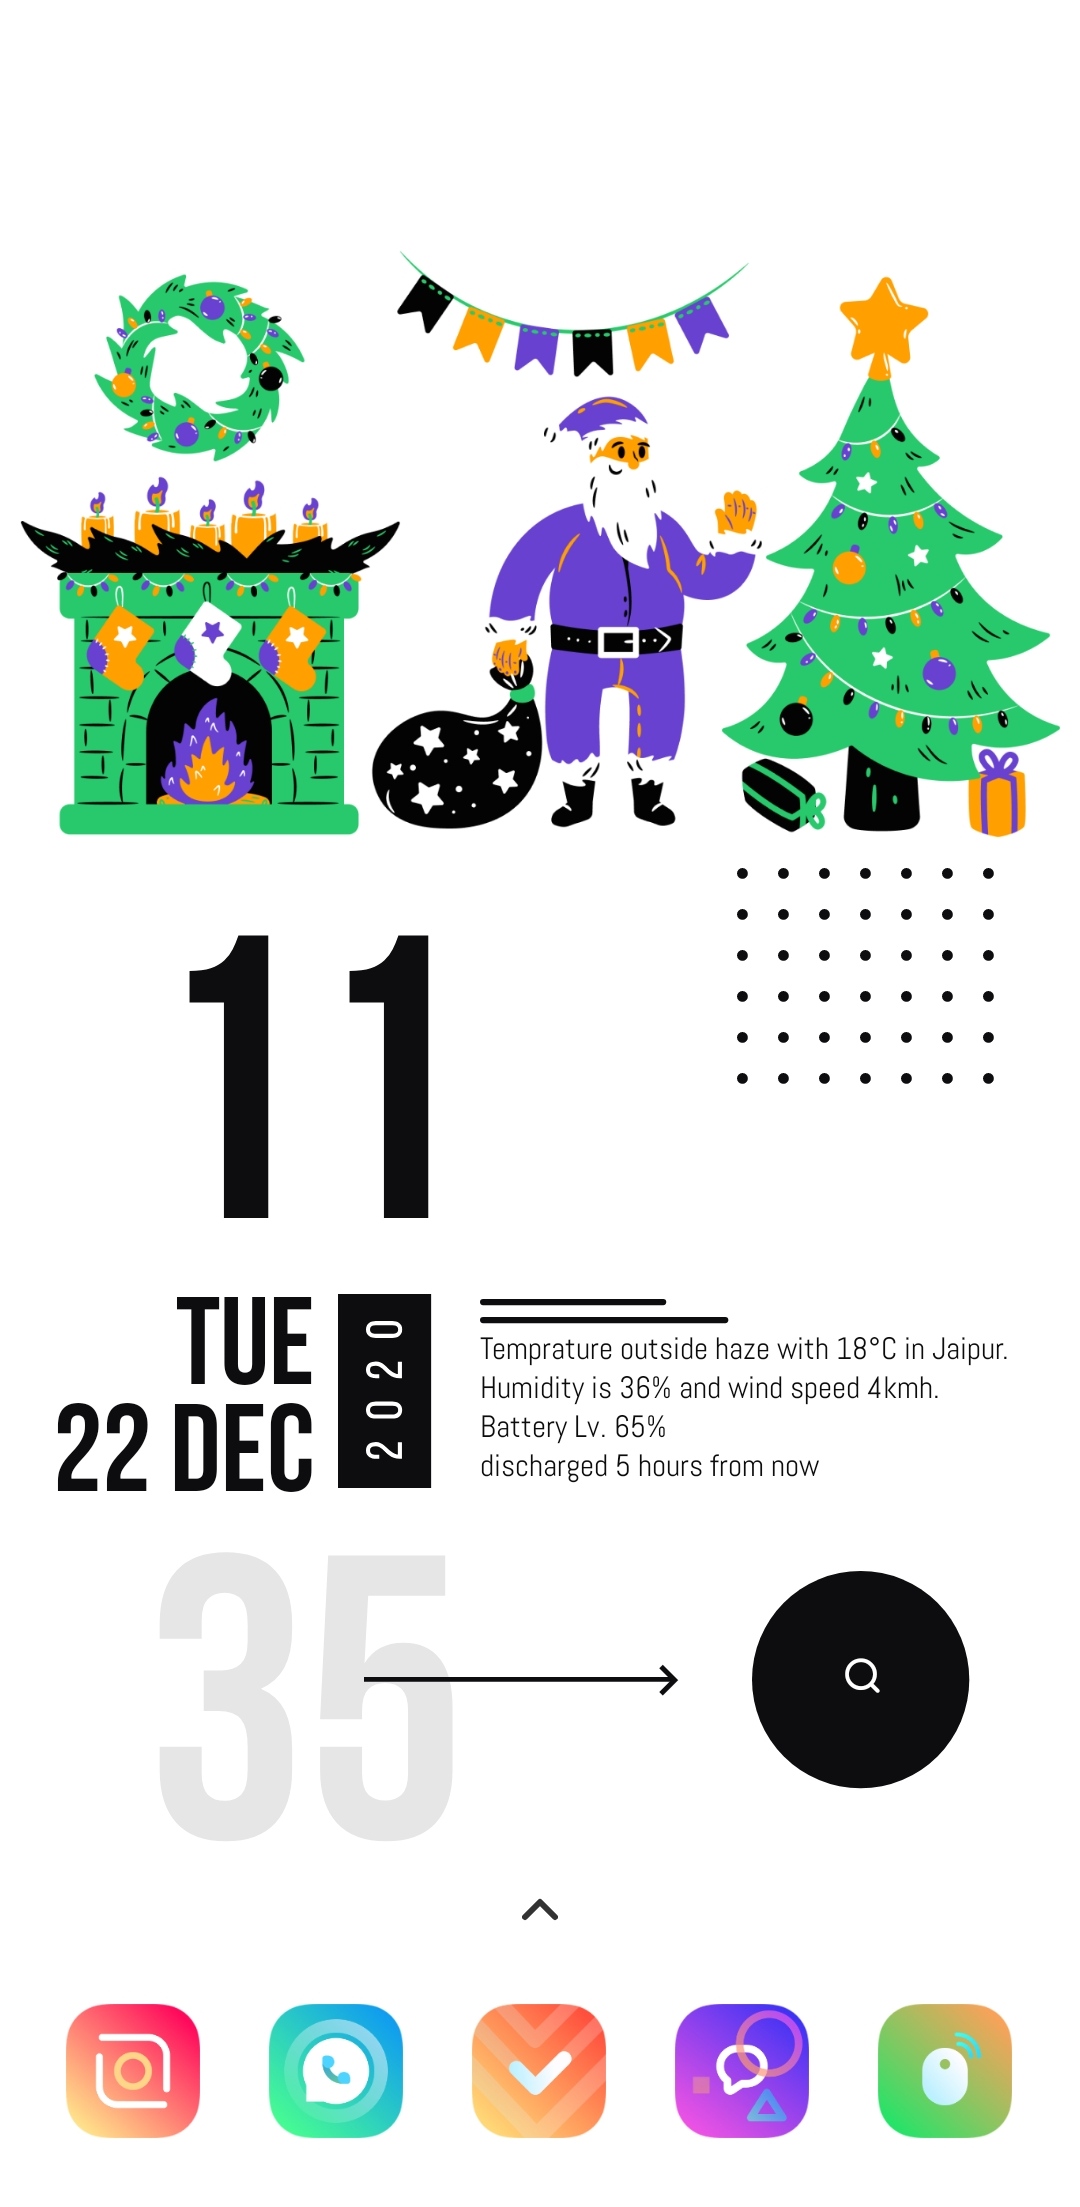 11
TUE
22 DEC
2020
Temprature outside haze with 18°C in Jaipur.
Humidity is 36% and wind speed 4kmh.
Battery Lv. 65%
discharged 5 hours from now
35